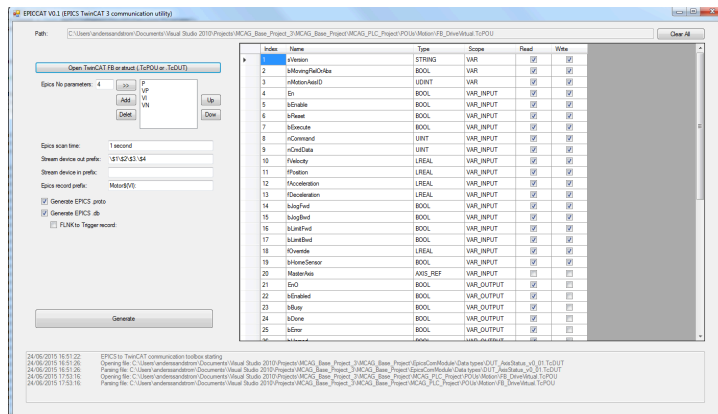 EPICCAT V0.1 (EPICS TwinCAT 3 communication utility)
Path: C:\Users\anderssandstrom\Documents\Visual Studio 2010\Projects\MCAG_Base_Project_3\MCAG_Base_Project\MCAG_PLC_Project\POUs\Motion\FB_DriveVirtual.TcPOU Clear All
Open TwinCAT FB or struct (.TcPOU or .TcDUT)
Epics No parameters: 4 >> P
VP
VI
VN
Add Up
Delet Dow
Epics scan time: 1 second
Stream device out prefix: \$1\$2\$3.\$4
Stream device in prefix:
Epics record prefix: Motor$(VI):
Generate EPICS .proto
Generate EPICS .db
FLNK to Trigger record:
Generate
Index Name Type Scope Read Write
1 sVersion STRING VAR
2 bMovingRelOrAbs BOOL VAR
3 nMotionAxisID UDINT VAR
4 En BOOL VAR_INPUT
5 bEnable BOOL VAR_INPUT
6 bReset BOOL VAR_INPUT
7 bExecute BOOL VAR_INPUT
8 nCommand UINT VAR_INPUT
9 nCmdData UINT VAR_INPUT
10 fVelocity LREAL VAR_INPUT
11 fPosition LREAL VAR_INPUT
12 fAcceleration LREAL VAR_INPUT
13 fDeceleration LREAL VAR_INPUT
14 bJogFwd BOOL VAR_INPUT
15 bJogBwd BOOL VAR_INPUT
16 bLimitFwd BOOL VAR_INPUT
17 bLimitBwd BOOL VAR_INPUT
18 fOverride LREAL VAR_INPUT
19 bHomeSensor BOOL VAR_INPUT
20 MasterAxis AXIS_REF VAR_INPUT
21 EnO BOOL VAR_OUTPUT
22 bEnabled BOOL VAR_OUTPUT
23 bBusy BOOL VAR_OUTPUT
24 bDone BOOL VAR_OUTPUT
25 bError BOOL VAR_OUTPUT
24/06/2015 16:51:22: EPICS to TwinCAT communication toolbox starting
24/06/2015 16:51:26: Opening file: C:\Users\anderssandstrom\Documents\Visual Studio 2010\Projects\MCAG_Base_Project_3\MCAG_Base_Project\EpicsComModule\Data types\DUT_AxisStatus_v0_01.TcDUT
24/06/2015 16:51:26: Parsing file: C:\Users\anderssandstrom\Documents\Visual Studio 2010\Projects\MCAG_Base_Project_3\MCAG_Base_Project\EpicsComModule\Data types\DUT_AxisStatus_v0_01.TcDUT
24/06/2015 17:53:16: Opening file: C:\Users\anderssandstrom\Documents\Visual Studio 2010\Projects\MCAG_Base_Project_3\MCAG_Base_Project\MCAG_PLC_Project\POUs\Motion\FB_DriveVirtual.TcPOU
24/06/2015 17:53:16: Parsing file: C:\Users\anderssandstrom\Documents\Visual Studio 2010\Projects\MCAG_Base_Project_3\MCAG_Base_Project\MCAG_PLC_Project\POUs\Motion\FB_DriveVirtual.TcPOU